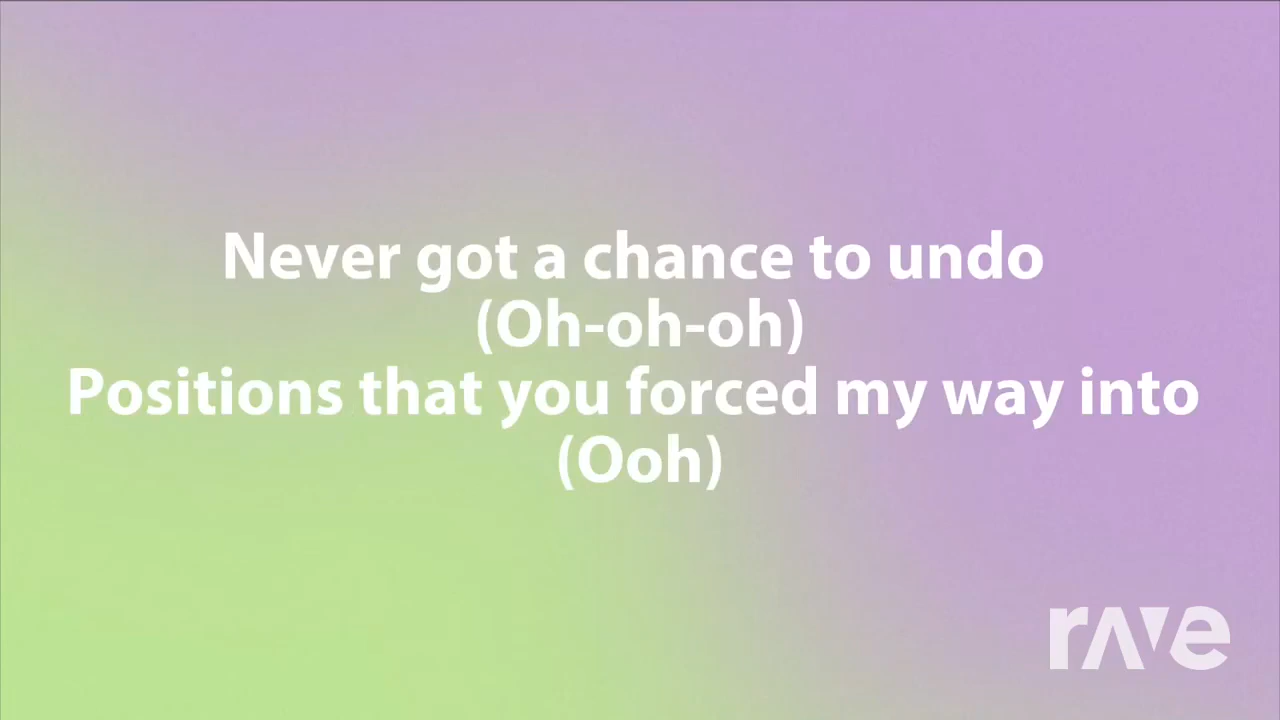 Never got a chance to undo
(Oh-oh-oh)
Positions that you forced my way into
(Ooh)
rave